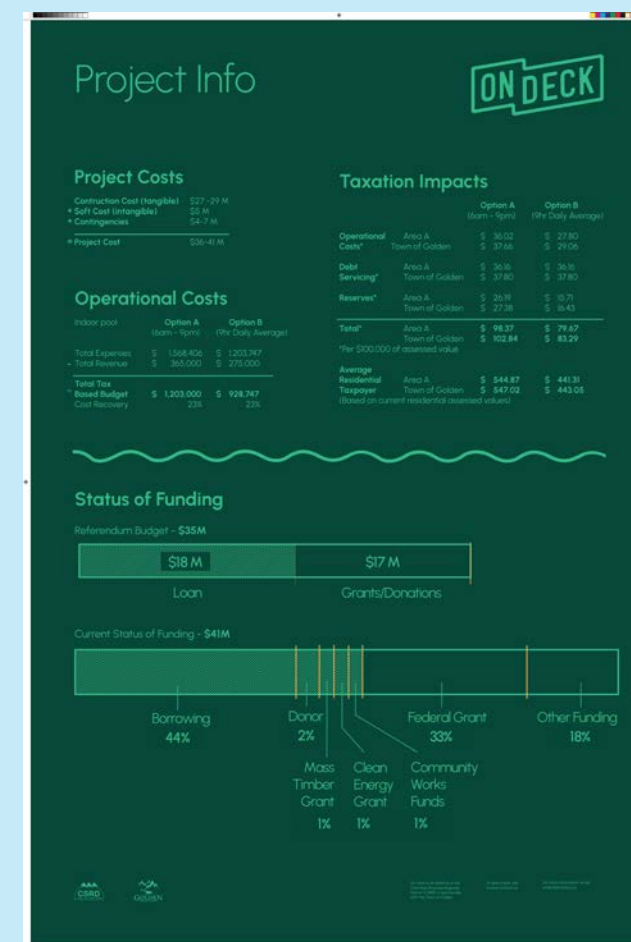 Project Info
ON DECK
Project Costs
Contruction Cost (tangible) $27 -29 M
+ Soft Cost (intangible) $5 M
+ Contingencies $4-7 M
= Project Cost $36-41 M
Operational Costs
Indoor pool Option A Option B
(6am - 9pm) (9hr Daily Average)
Total Expenses $ 1,568,406 $ 1,203,747
- Total Revenue $ 365,000 $ 275,000
Total Tax
= Based Budget $ 1,203,000 $ 928,747
Cost Recovery 23% 22%
Taxation Impacts
Option A Option B
(6am - 9pm) (9hr Daily Average)
Operational Area A $ 36.02 $ 27.80
Costs* Town of Golden $ 37.66 $ 29.06
Debt Area A $ 36.16 $ 36.16
Servicing* Town of Golden $ 37.80 $ 37.80
Reserves* Area A $ 26.19 $ 15.71
Town of Golden $ 27.38 $ 16.43
Total* Area A $ 98.37 $ 79.67
Town of Golden $ 102.84 $ 83.29
*Per $100,000 of assessed value
Average
Residential Area A $ 544.87 $ 441.31
Taxpayer Town of Golden $ 547.02 $ 443.05
(Based on current residential assessed values)
Status of Funding
Referendum Budget - $35M
$18 M $17 M
Loan Grants/Donations
Current Status of Funding - $41M
Borrowing Donor Federal Grant Other Funding
44% 2% 33% 18%
Mass Clean Community
Timber Energy Works
Grant Grant Funds
1% 1% 1%
CSRD GOLDEN